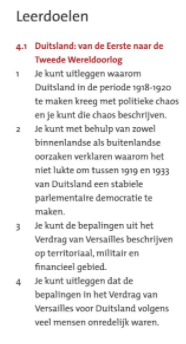 Leerdoelen
4.1 Duitsland: van de Eerste naar de
Tweede Wereldoorlog
1 Je kunt uitleggen waarom
Duitsland in de periode 1918-1920
te maken kreeg met politieke chaos
en je kunt die chaos beschrijven.
2 Je kunt met behulp van zowel
binnenlandse als buitenlandse
oorzaken verklaren waarom het
niet lukte om tussen 1919 en 1933
van Duitsland een stabiele
parlementaire democratie te
maken.
3 Je kunt de bepalingen uit het
Verdrag van Versailles beschrijven
op territoriaal, militair en
financieel gebied.
4 Je kunt uitleggen dat de
bepalingen in het Verdrag van
Versailles voor Duitsland volgens
veel mensen onredelijk waren.